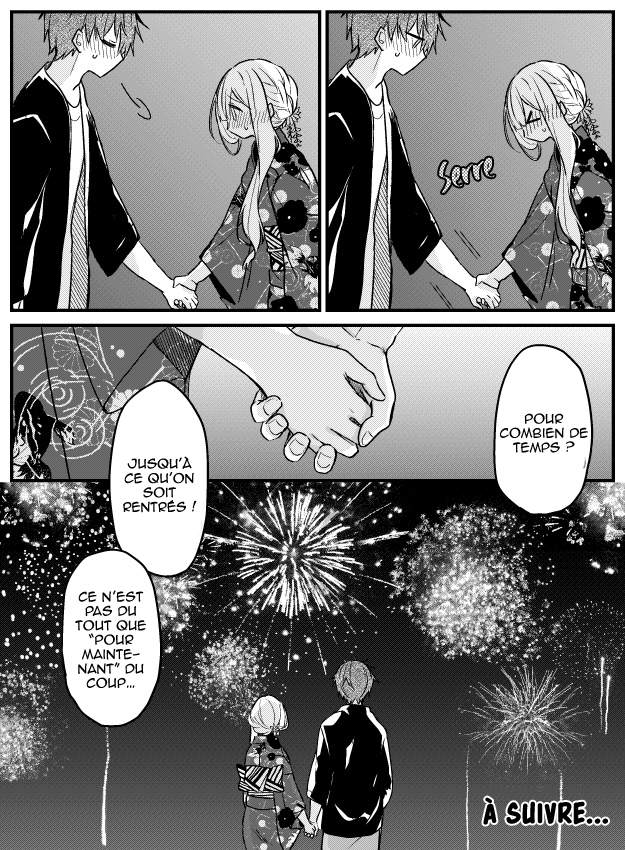 Serre
POUR
COMBIEN DE
TEMPS ?
JUSQU'À
CE QU'ON
SOIT
RENTRÉS !
CE N'EST
PAS DU
TOUT QUE
"POUR
MAINTE-
NANT" DU
COUP...
À SUIVRE...